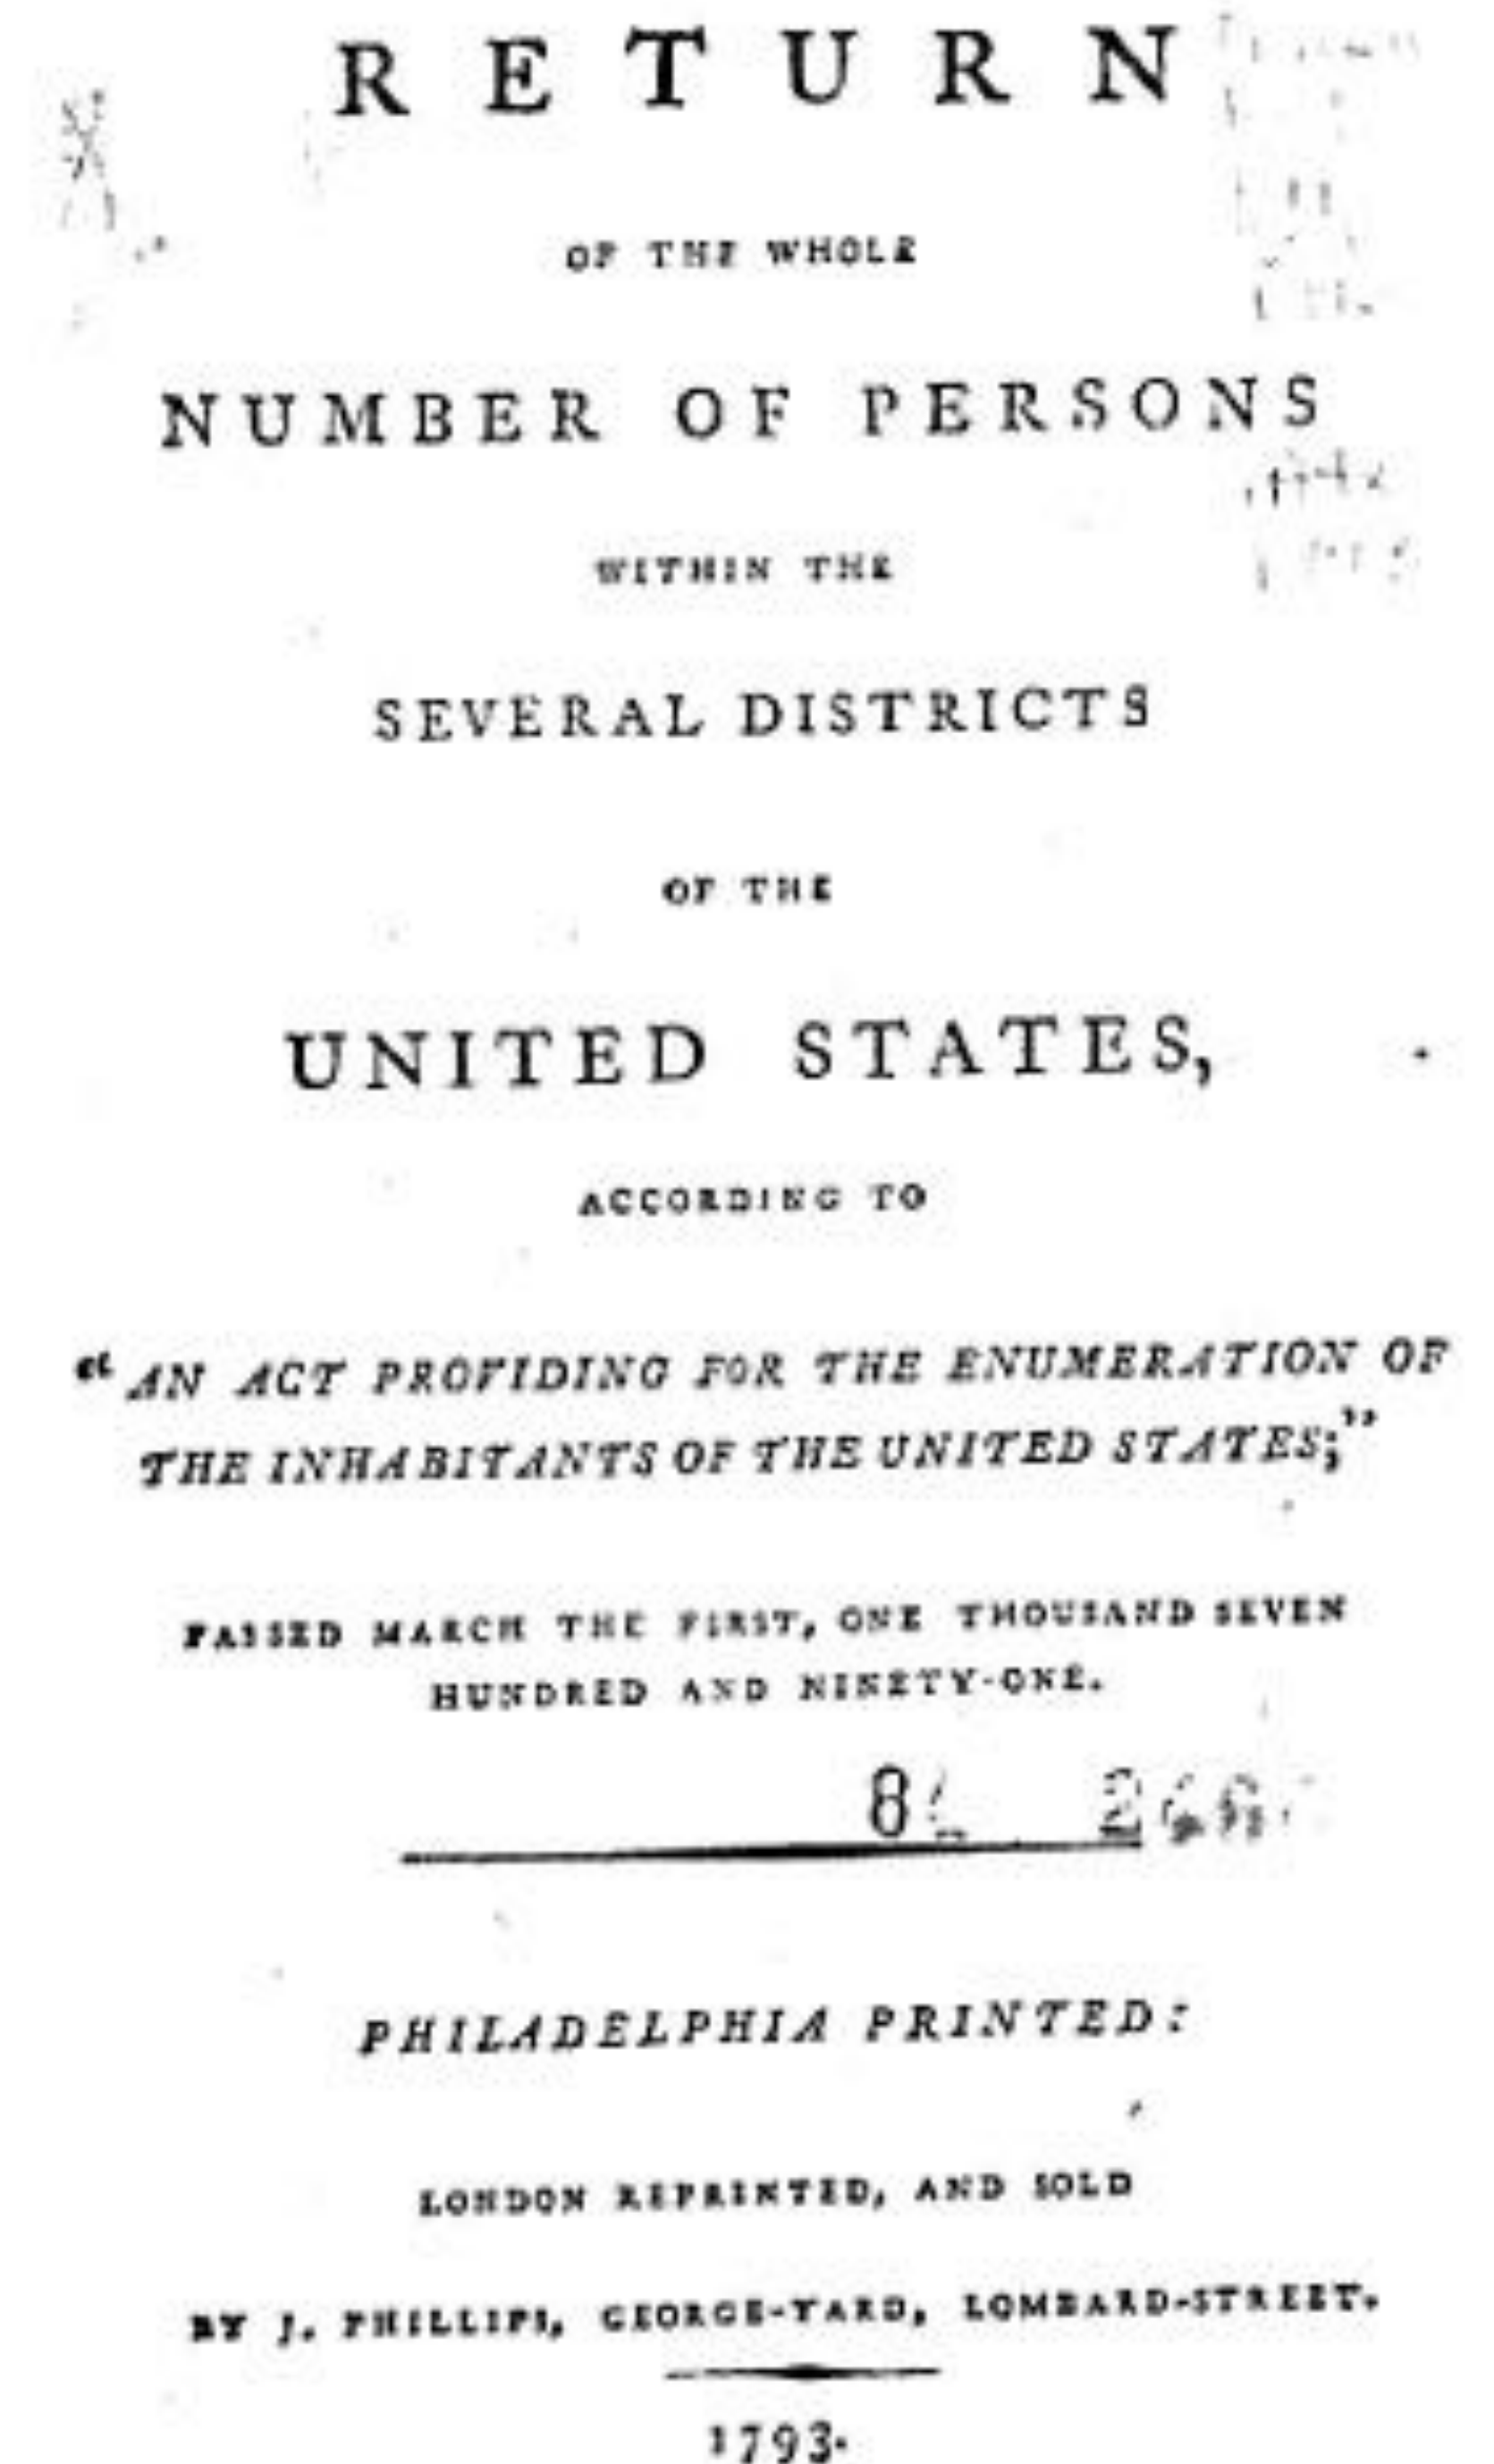 RETURN
OF THE WHOLE
NUMBER OF PERSONS
WITHIN THE
SEVERAL DISTRICTS
OF THE
UNITED STATES,
ACCORDING TO
“AN ACT PROVIDING FOR THE ENUMERATION OF
THE INHABITANTS OF THE UNITED STATES;”
PASSED MARCH THE FIRST, ONE THOUSAND SEVEN
HUNDRED AND NINETY-ONE.
PHILADELPHIA PRINTED:
LONDON REPRINTED, AND SOLD
BY J. PHILLIPS, GEORGE-YARD, LOMBARD-STREET.
1793.